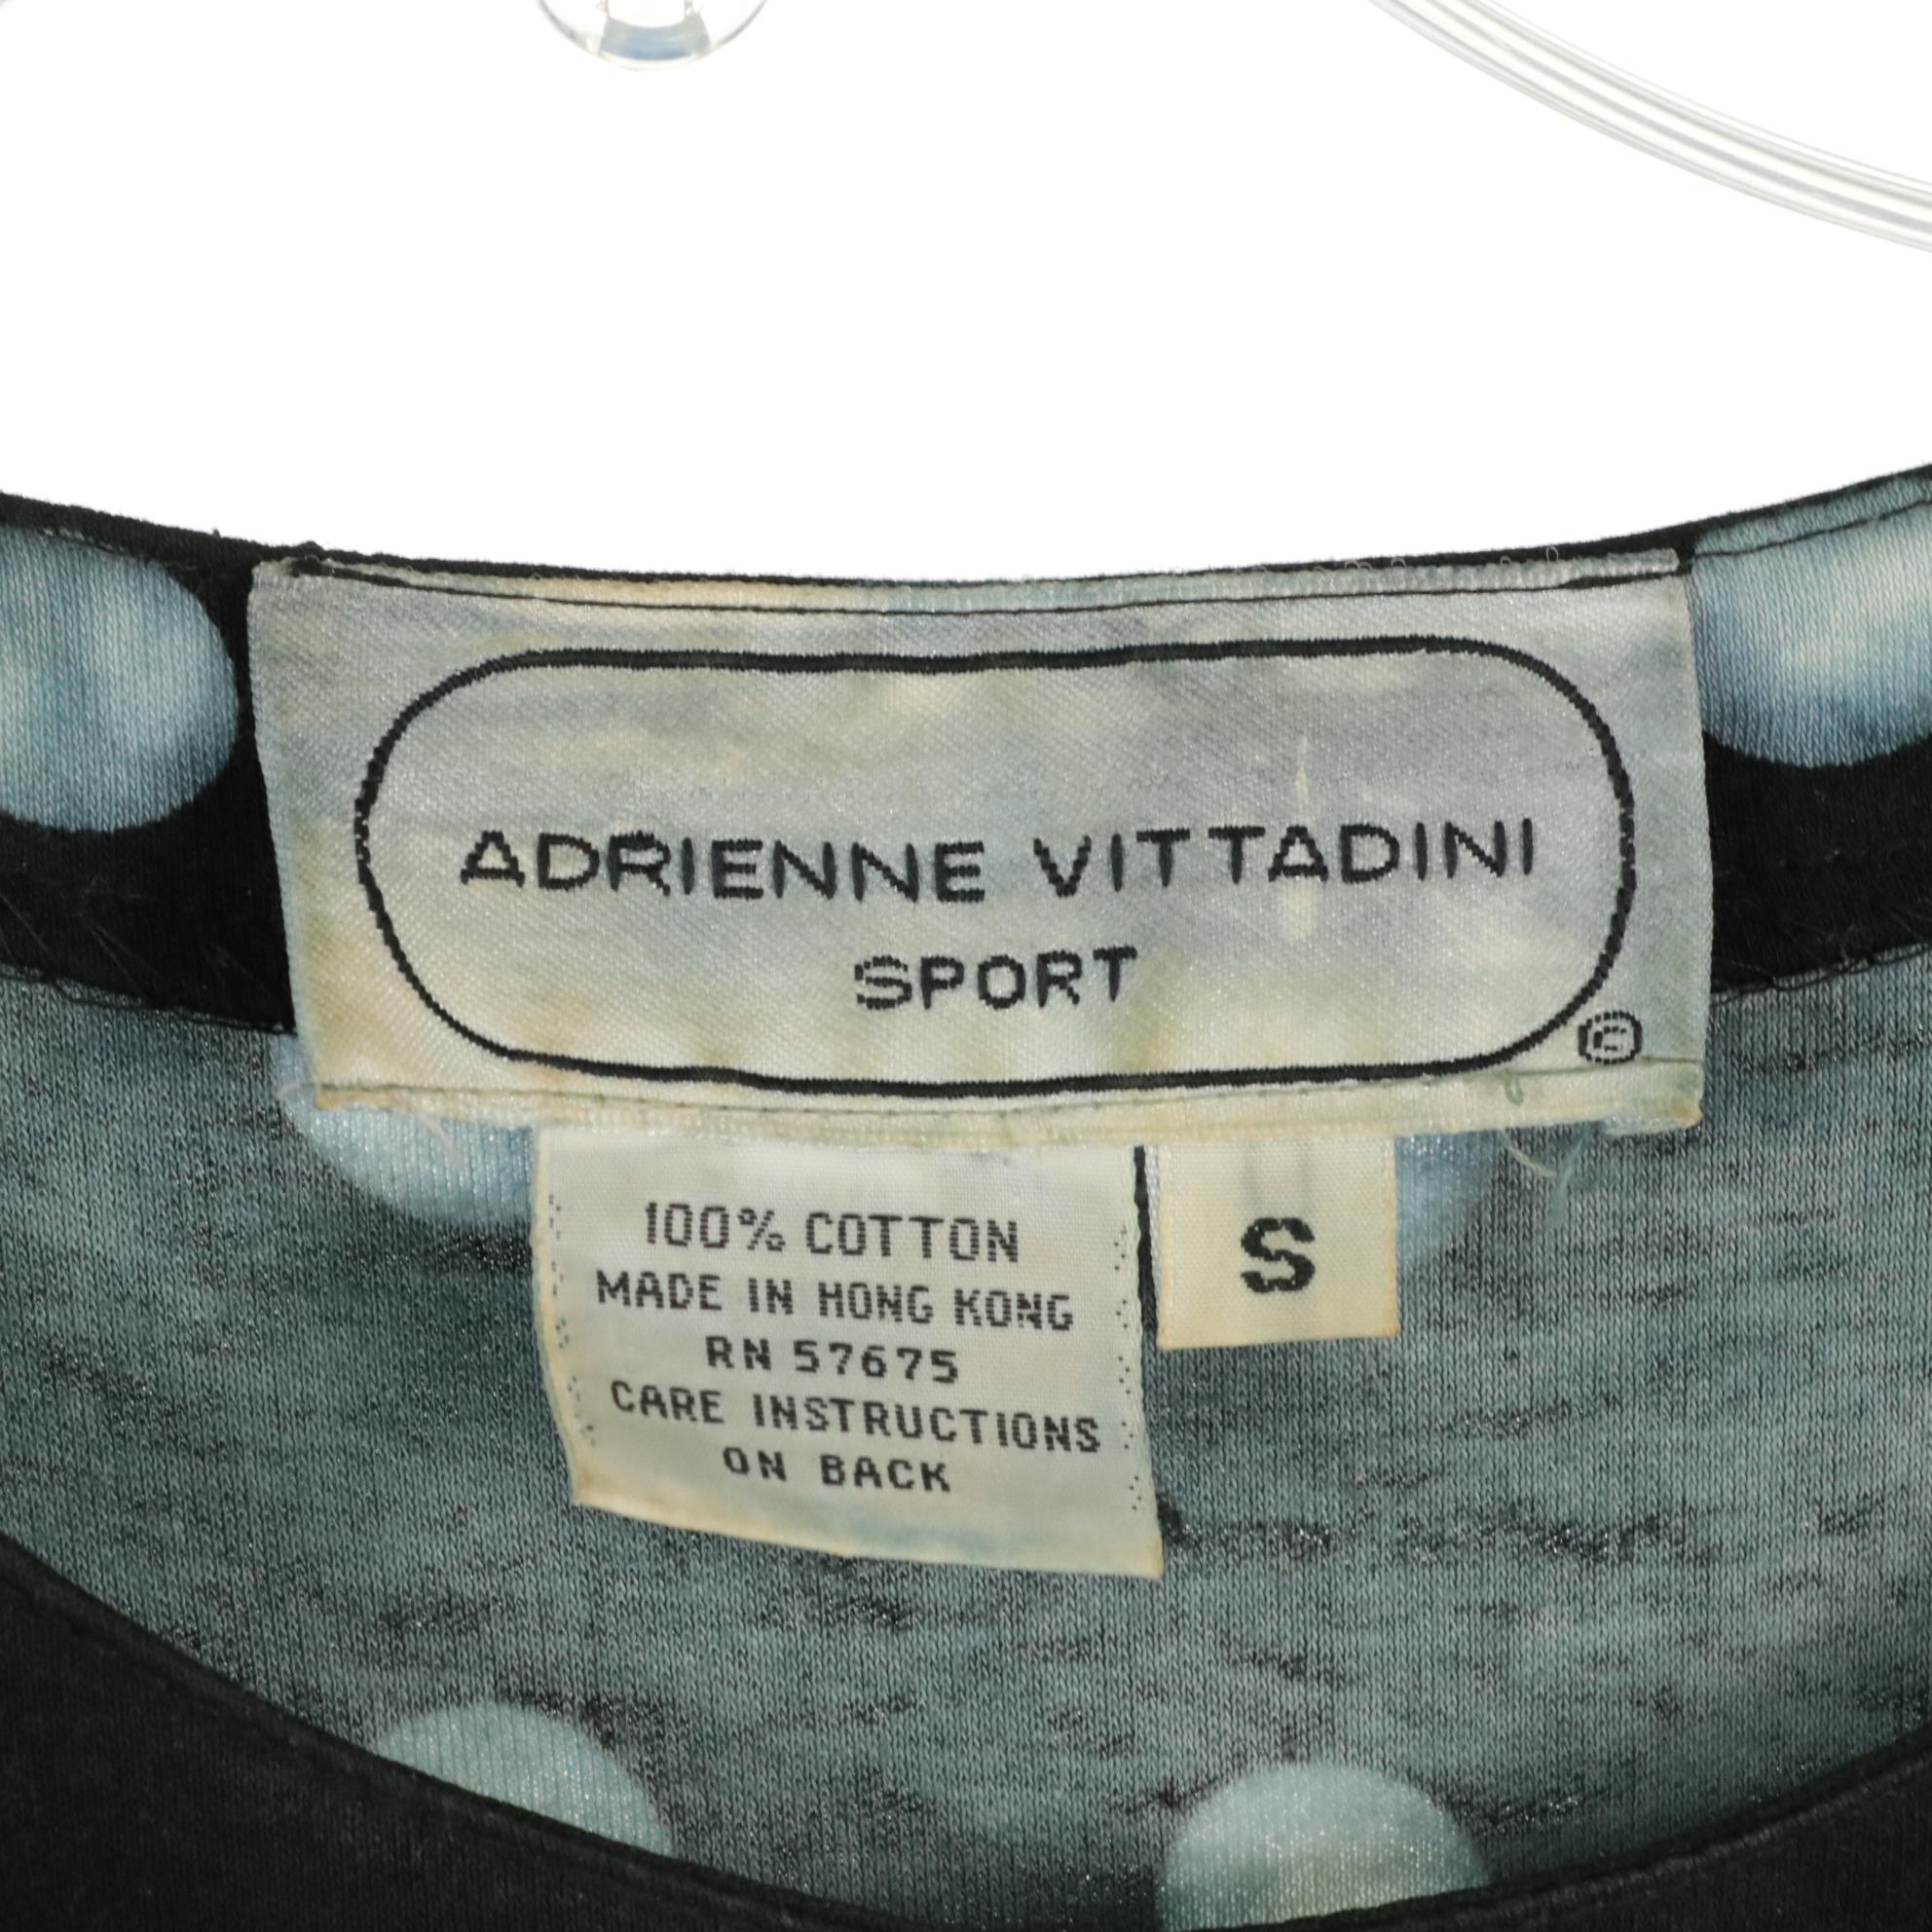 ADRIENNE VITTADINI
SPORT
©
100% COTTON
MADE IN HONG KONG
RN 57675
CARE INSTRUCTIONS
ON BACK
S